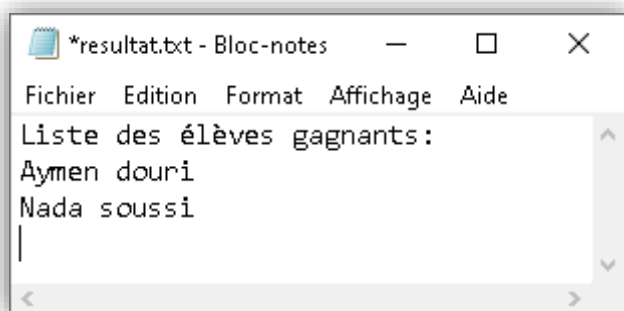 *resultat.txt - Bloc-notes
Fichier Edition Format Affichage Aide
Liste des élèves gagnants:
Aymen douri
Nada soussi